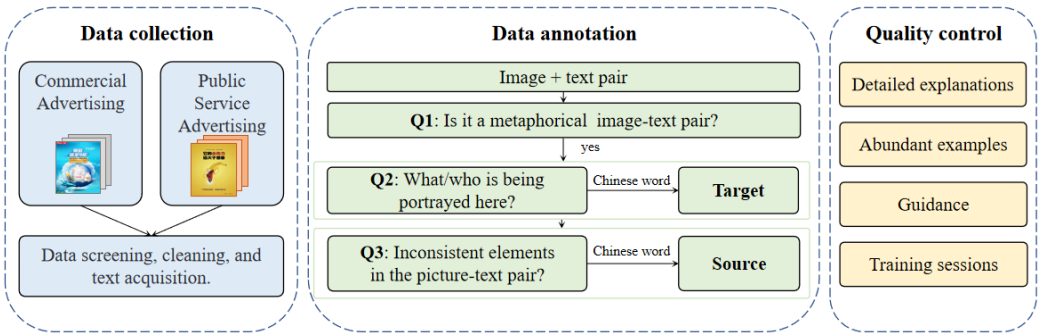 Data collection
Commercial
Advertising
Public
Service
Advertising
Data screening, cleaning, and
text acquisition.
Data annotation
Image + text pair
Q1: Is it a metaphorical image-text pair?
yes
Q2: What/who is being
portrayed here?
Chinese word
Target
Q3: Inconsistent elements
in the picture-text pair?
Chinese word
Source
Quality control
Detailed explanations
Abundant examples
Guidance
Training sessions